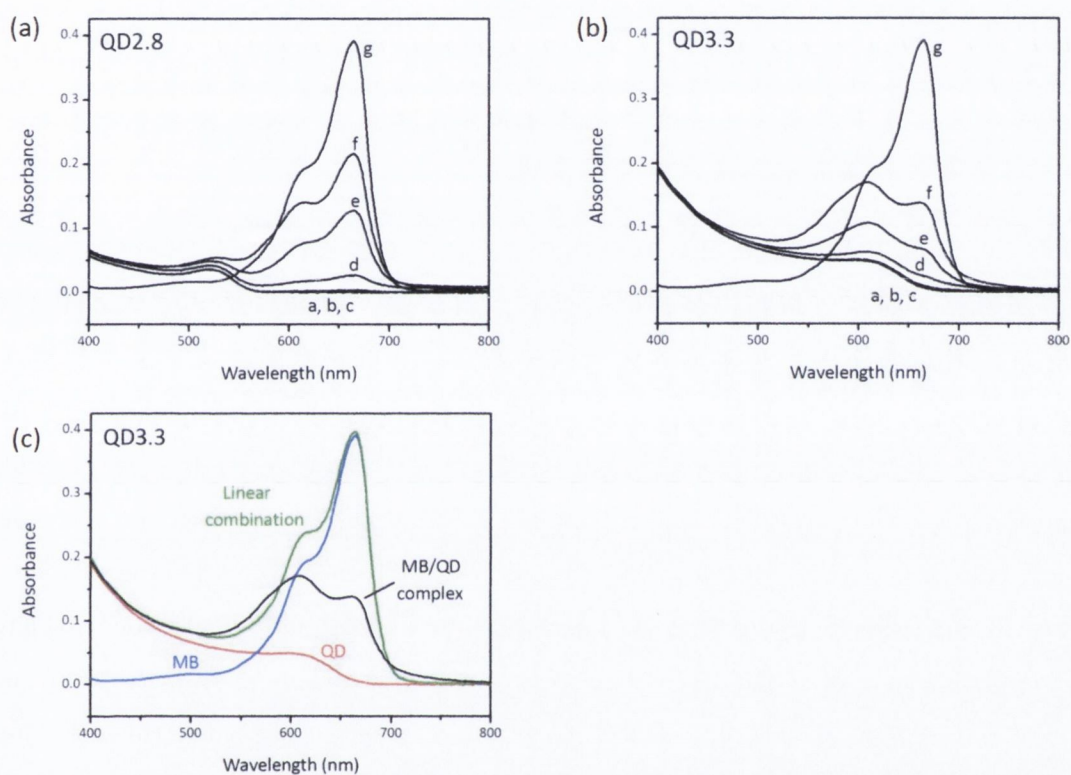 (a)
QD2.8
0.4
0.3
0.2
0.1
0.0
Absorbance
g
f
e
d
a, b, c
400
500
600
700
800
Wavelength (nm)
(b)
QD3.3
0.4
0.3
0.2
0.1
0.0
Absorbance
g
f
e
d
a, b, c
400
500
600
700
800
Wavelength (nm)
(c)
QD3.3
0.4
0.3
0.2
0.1
0.0
Absorbance
Linear
combination
MB/QD
complex
MB
QD
400
500
600
700
800
Wavelength (nm)